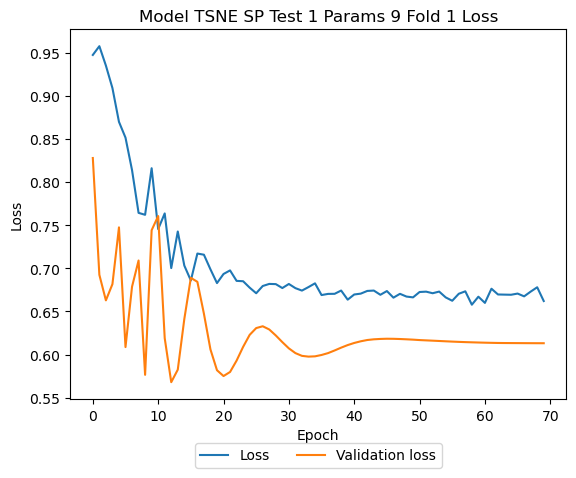 Model TSNE SP Test 1 Params 9 Fold 1 Loss
0.95
0.90
0.85
0.80
0.75
0.70
0.65
0.60
0.55
Loss
0 10 20 30 40 50 60 70
Epoch
Loss Validation loss